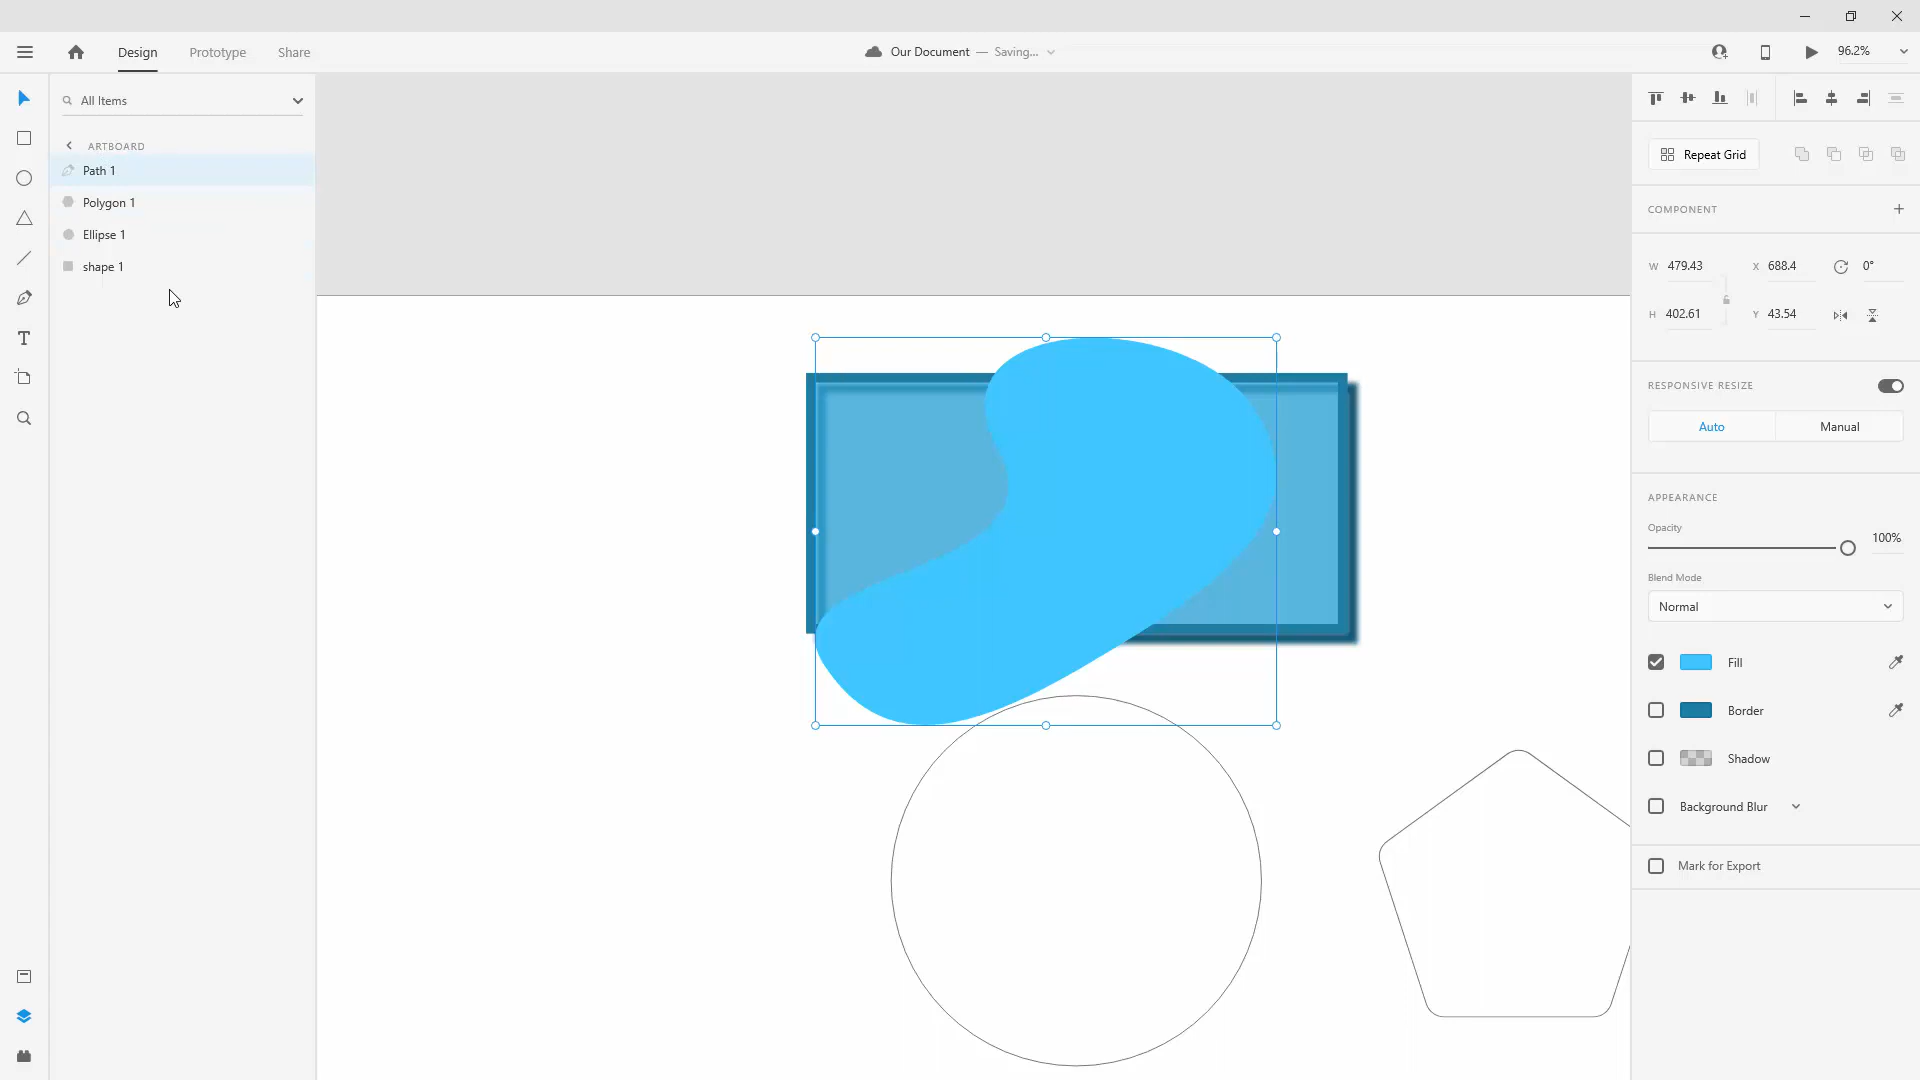 Design Prototype Share
Our Document — Saving...
96.2%
All Items
ARTBOARD
Path 1
Polygon 1
Ellipse 1
shape 1
Repeat Grid
COMPONENT
W 479.43 X 688.4 0°
H 402.61 Y 43.54
RESPONSIVE RESIZE
Auto Manual
APPEARANCE
Opacity
100%
Blend Mode
Normal
Fill
Border
Shadow
Background Blur
Mark for Export